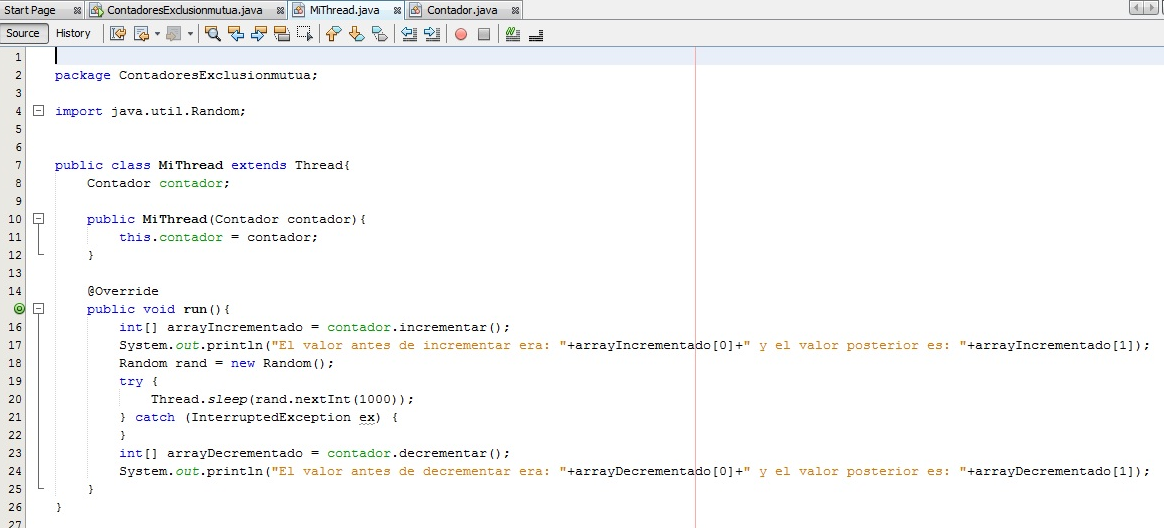 Start Page ContadoresExclusionmutua.java MiThread.java Contador.java
Source History
1
2 package ContadoresExclusionmutua;
3
4 import java.util.Random;
5
6
7 public class MiThread extends Thread{
8 Contador contador;
9
10 public MiThread(Contador contador){
11 this.contador = contador;
12 }
13
14 @Override
public void run(){
16 int[] arrayIncrementado = contador.incrementar();
17 System.out.println("El valor antes de incrementar era: "+arrayIncrementado[0]+" y el valor posterior es: "+arrayIncrementado[1]);
18 Random rand = new Random();
19 try {
20 Thread.sleep(rand.nextInt(1000));
21 } catch (InterruptedException ex) {
22 }
23 int[] arrayDecrementado = contador.decrementar();
24 System.out.println("El valor antes de decrementar era: "+arrayDecrementado[0]+" y el valor posterior es: "+arrayDecrementado[1]);
25 }
26 }
27